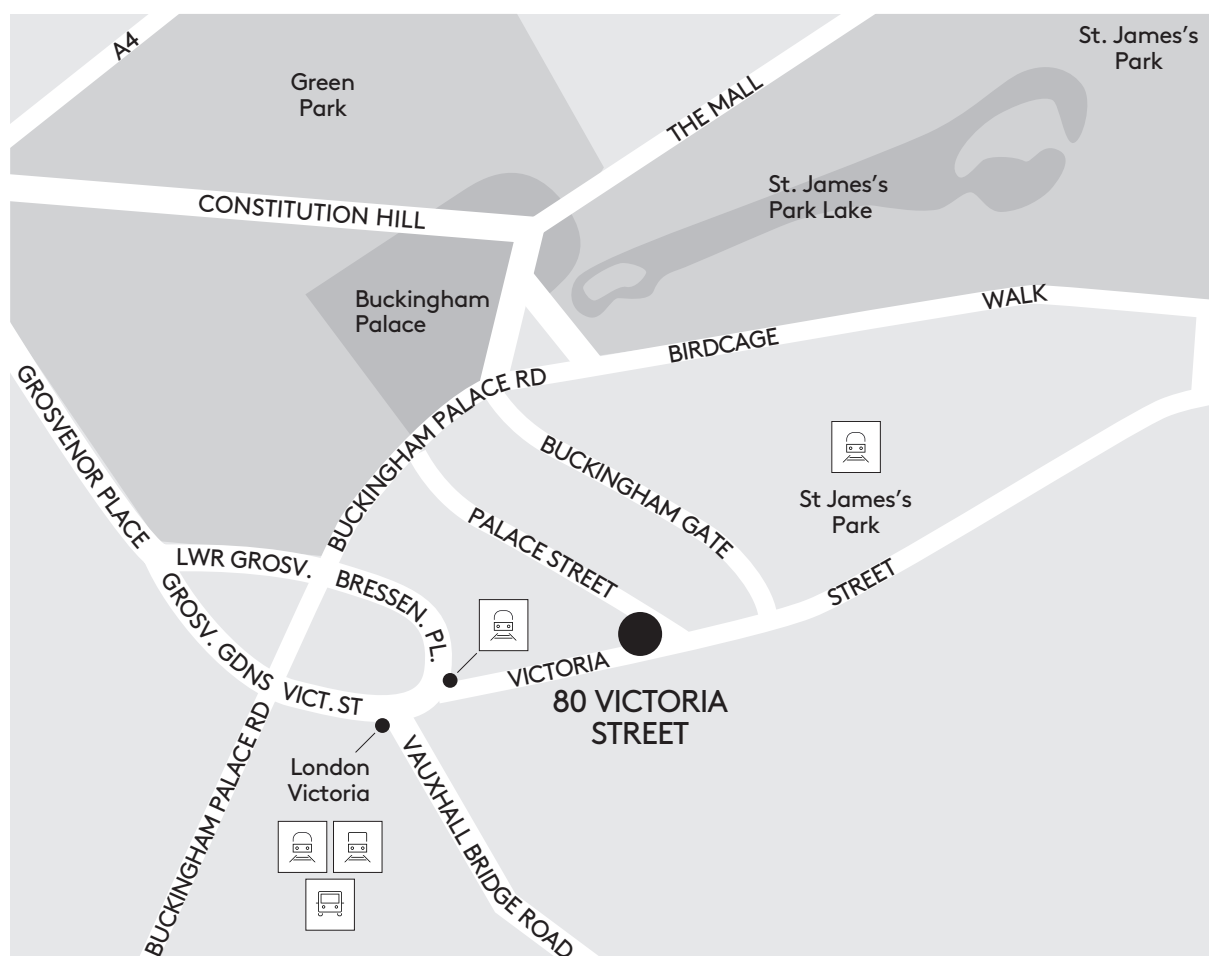 A4
St. James's
Park
Green
Park
THE MALL
St. James's
Park Lake
CONSTITUTION HILL
Buckingham
Palace
WALK
BIRDCAGE
BUCKINGHAM PALACE RD
GROSVENOR PLACE
BUCKINGHAM GATE
St James's
Park
PALACE STREET
LWR GROSV.
BRESSEN. PL.
STREET
GROSV. GDNS
VICTORIA
VICT. ST
80 VICTORIA
STREET
BUCKINGHAM PALACE RD
London
Victoria
VAUXHALL BRIDGE ROAD